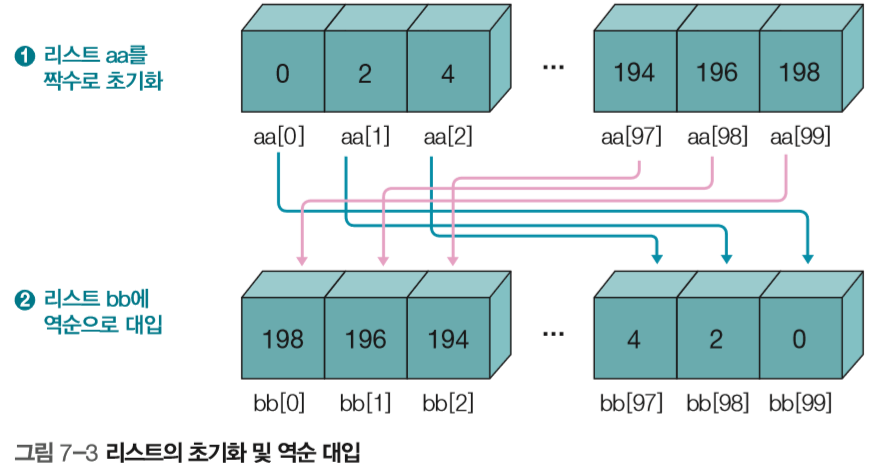 ❶ 리스트 aa를
짝수로 초기화
0 2 4 ··· 194 196 198
aa[0] aa[1] aa[2] aa[97] aa[98] aa[99]
❷ 리스트 bb에
역순으로 대입
198 196 194 ··· 4 2 0
bb[0] bb[1] bb[2] bb[97] bb[98] bb[99]
그림 7-3 리스트의 초기화 및 역순 대입